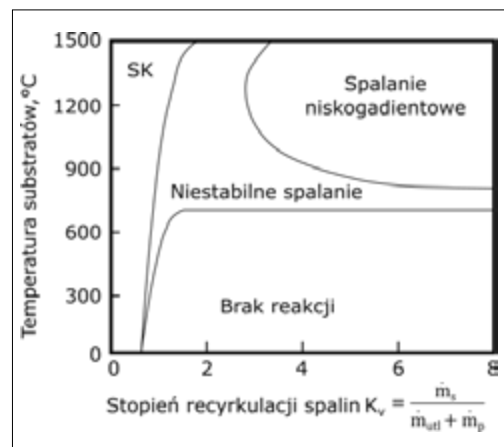 Temperatura substratów,°C
1500
1200
900
600
300
0
SK
Spalanie
niskogadientowe
Niestabilne spalanie
Brak reakcji
0 2 4 6 8
Stopień recyrkulacji spalin Kᵥ = ṁₛ / ṁᵤₜₗ + ṁₚ